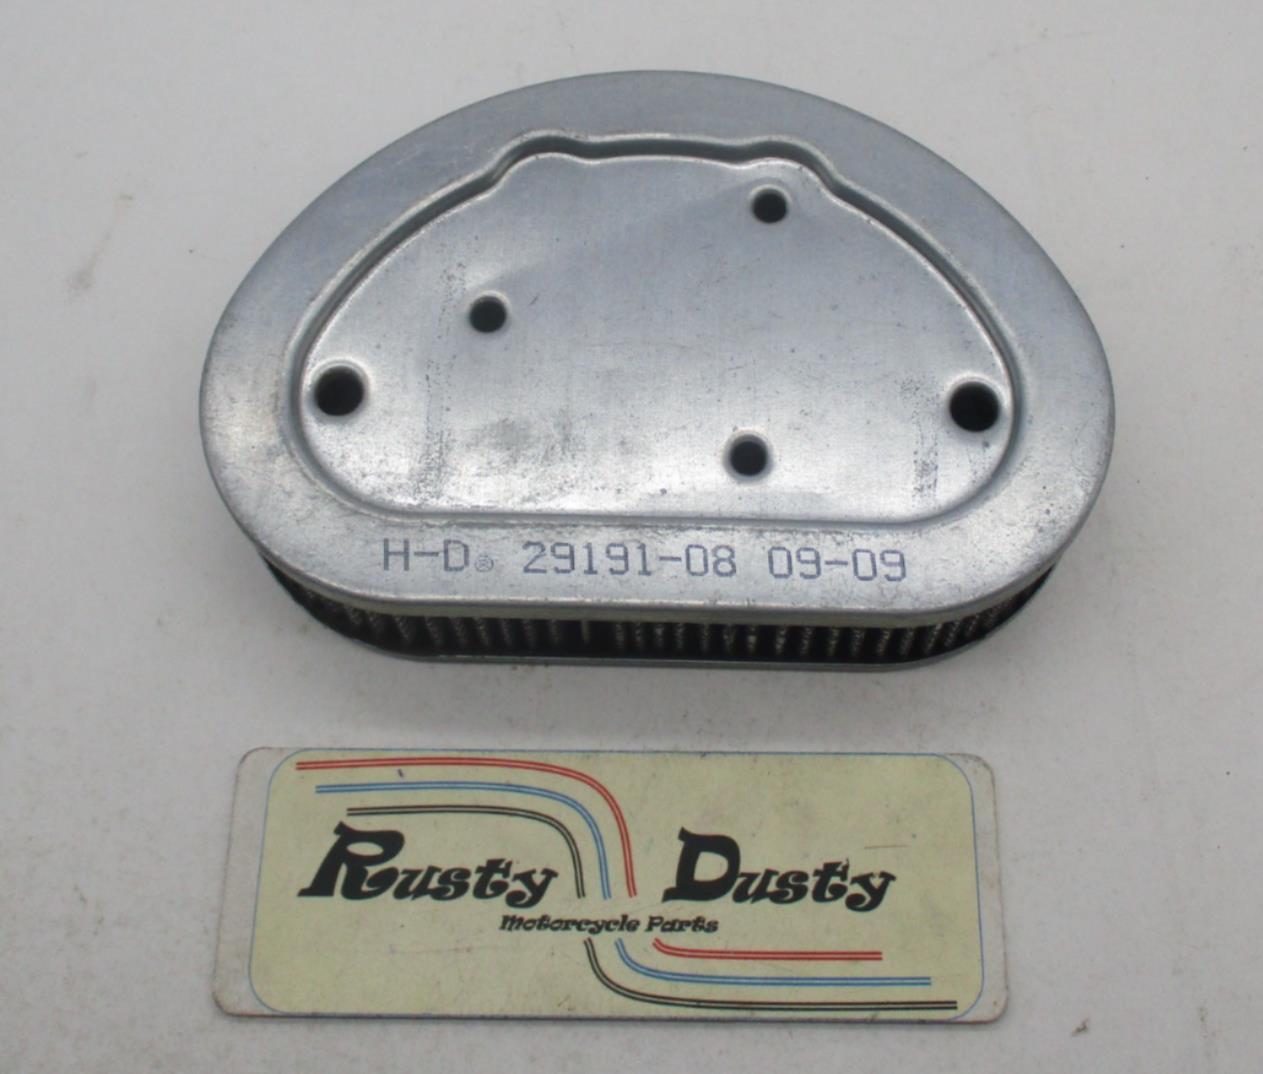 H-D® 29191-08 09-09
Rusty Dusty
Motorcycle Parts